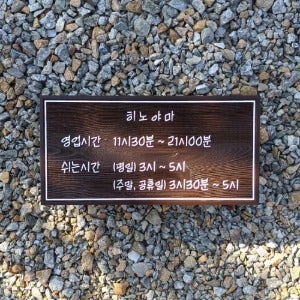 히노야마
영업시간 11시30분 ~ 21시00분
쉬는시간 (평일) 3시 ~ 5시
(주말, 공휴일) 3시30분 ~ 5시